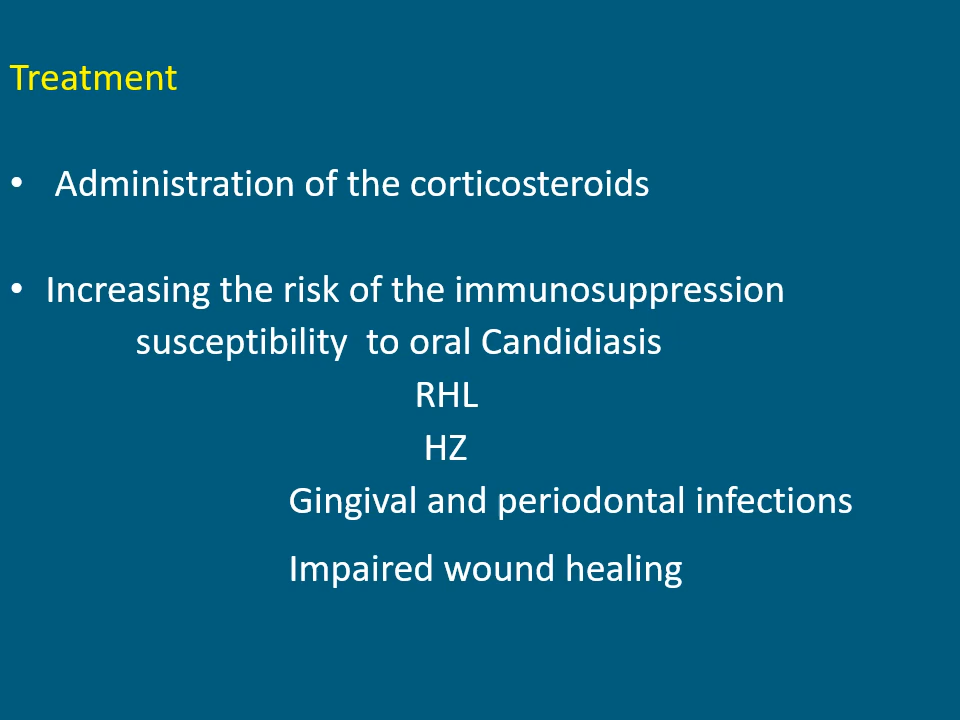 Treatment
• Administration of the corticosteroids
• Increasing the risk of the immunosuppression
susceptibility to oral Candidiasis
RHL
HZ
Gingival and periodontal infections
Impaired wound healing